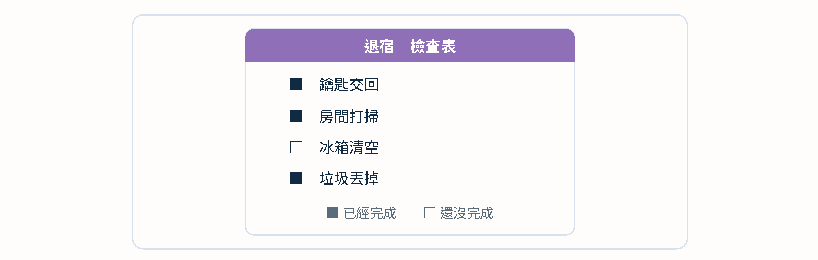 退宿 檢查表
■ 鑰匙交回
■ 房間打掃
□ 冰箱清空
■ 垃圾丟掉
■已經完成 □還沒完成